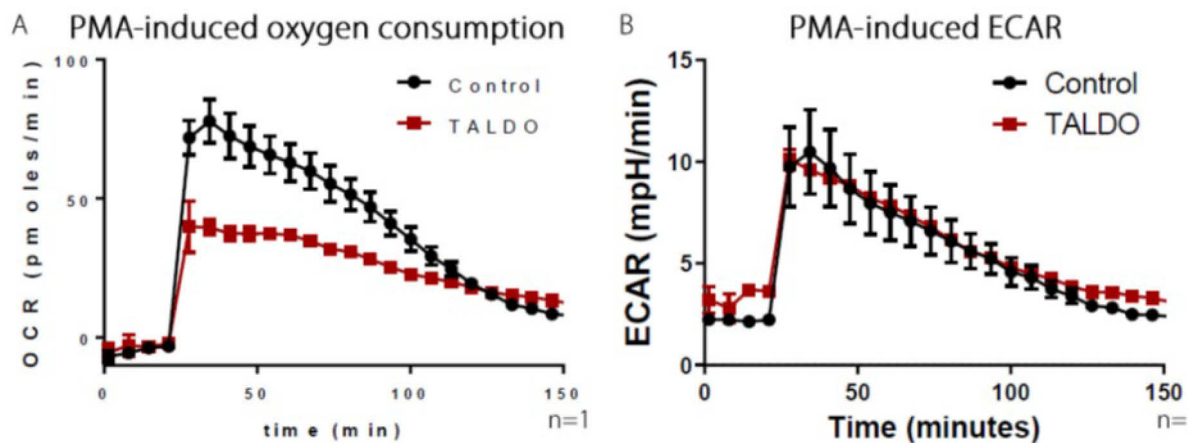 A PMA-induced oxygen consumption
OCR (pmoles/min)
100
50
0
Control
TALDO
0 50 100 150
time (min)
n=1
B PMA-induced ECAR
ECAR (mpH/min)
15
10
5
0
Control
TALDO
0 50 100 150
Time (minutes)
n=